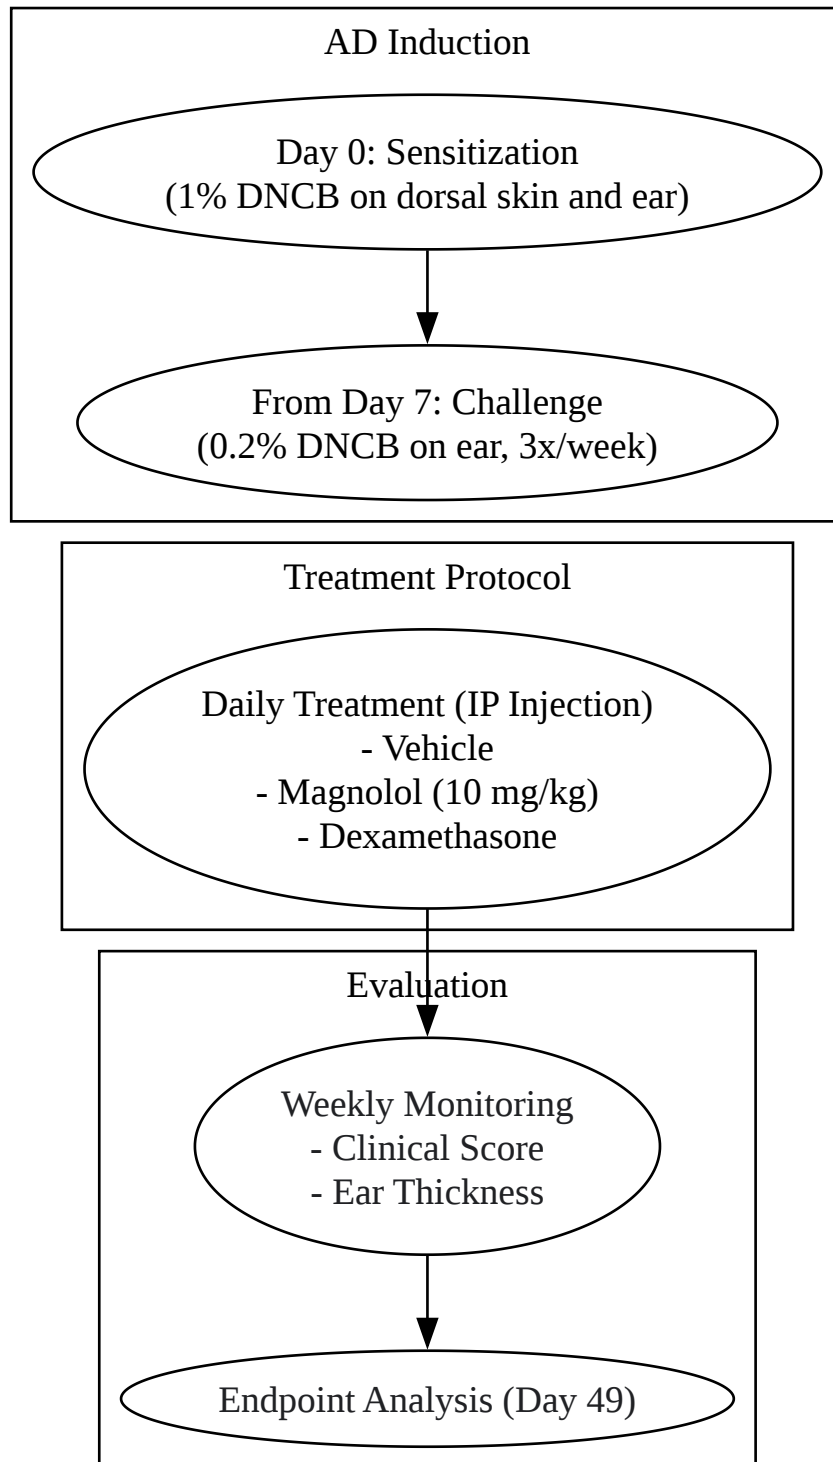 AD Induction
Day 0: Sensitization
(1% DNCB on dorsal skin and ear)
From Day 7: Challenge
(0.2% DNCB on ear, 3x/week)
Treatment Protocol
Daily Treatment (IP Injection)
- Vehicle
- Magnolol (10 mg/kg)
- Dexamethasone
Evaluation
Weekly Monitoring
- Clinical Score
- Ear Thickness
Endpoint Analysis (Day 49)